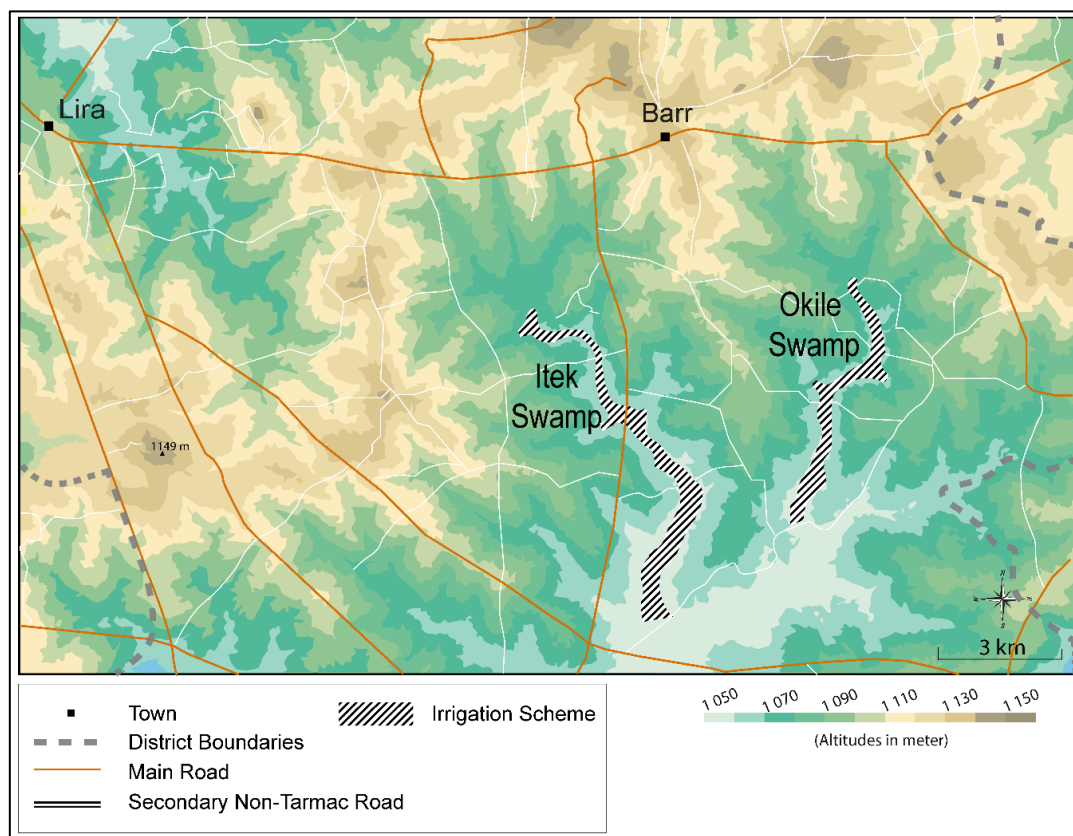 Lira
Barr
Okile
Swamp
Itek
Swamp
1149 m
N
S
3 km
Town
Irrigation Scheme
District Boundaries
Main Road
Secondary Non-Tarmac Road
1 050
1 070
1 090
1 110
1 130
1 150
(Altitudes in meter)